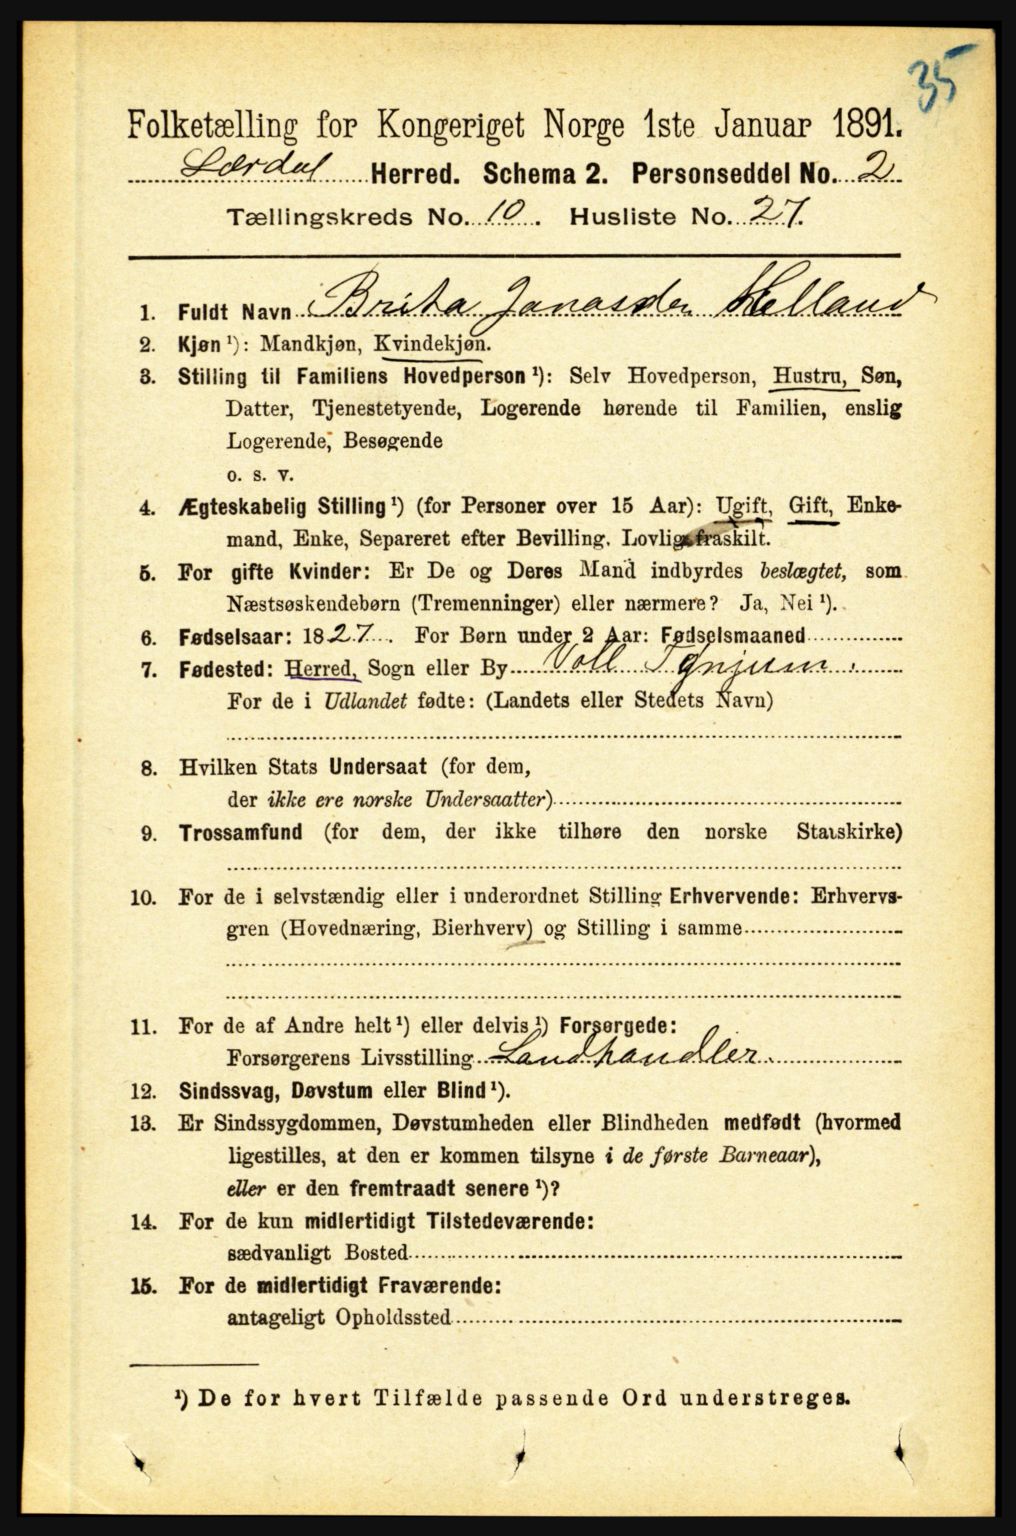 35
Folketælling for Kongeriget Norge 1ste Januar 1891.
Lærdal Herred. Schema 2. Personseddel No. 2
Tællingskreds No. 10. Husliste No. 27.
1. Fuldt Navn Brita Jonasdr Helland
2. Kjøn ¹): Mandkjøn, Kvindekjøn.
3. Stilling til Familiens Hovedperson ¹): Selv Hovedperson, Hustru, Søn,
Datter, Tjenestetyende, Logerende hørende til Familien, enslig
Logerende, Besøgende
o. s. v.
4. Ægteskabelig Stilling ¹) (for Personer over 15 Aar): Ugift, Gift, Enke-
mand, Enke, Separeret efter Bevilling. Lovlig fraskilt.
5. For gifte Kvinder: Er De og Deres Mand indbyrdes beslægtet, som
Næstsøskendebørn (Tremenninger) eller nærmere? Ja, Nei ¹).
6. Fødselsaar: 1827. For Børn under 2 Aar: Fødselsmaaned
7. Fødested: Herred, Sogn eller By Voll Tønjum.
For de i Udlandet fødte: (Landets eller Stedets Navn)
8. Hvilken Stats Undersaat (for dem,
der ikke ere norske Undersaatter)
9. Trossamfund (for dem, der ikke tilhøre den norske Statskirke)
10. For de i selvstændig eller i underordnet Stilling Erhvervende: Erhvervs-
gren (Hovednæring, Bierhverv) og Stilling i samme
11. For de af Andre helt ¹) eller delvis ¹) Forsørgede:
Forsørgerens Livsstilling Landhandler.
12. Sindssvag, Døvstum eller Blind ¹).
13. Er Sindssygdommen, Døvstumheden eller Blindheden medfødt (hvormed
ligestilles, at den er kommen tilsyne i de første Barneaar),
eller er den fremtraadt senere ¹)?
14. For de kun midlertidigt Tilstedeværende:
sædvanligt Bosted
15. For de midlertidigt Fraværende:
antageligt Opholdssted
¹) De for hvert Tilfælde passende Ord understreges.